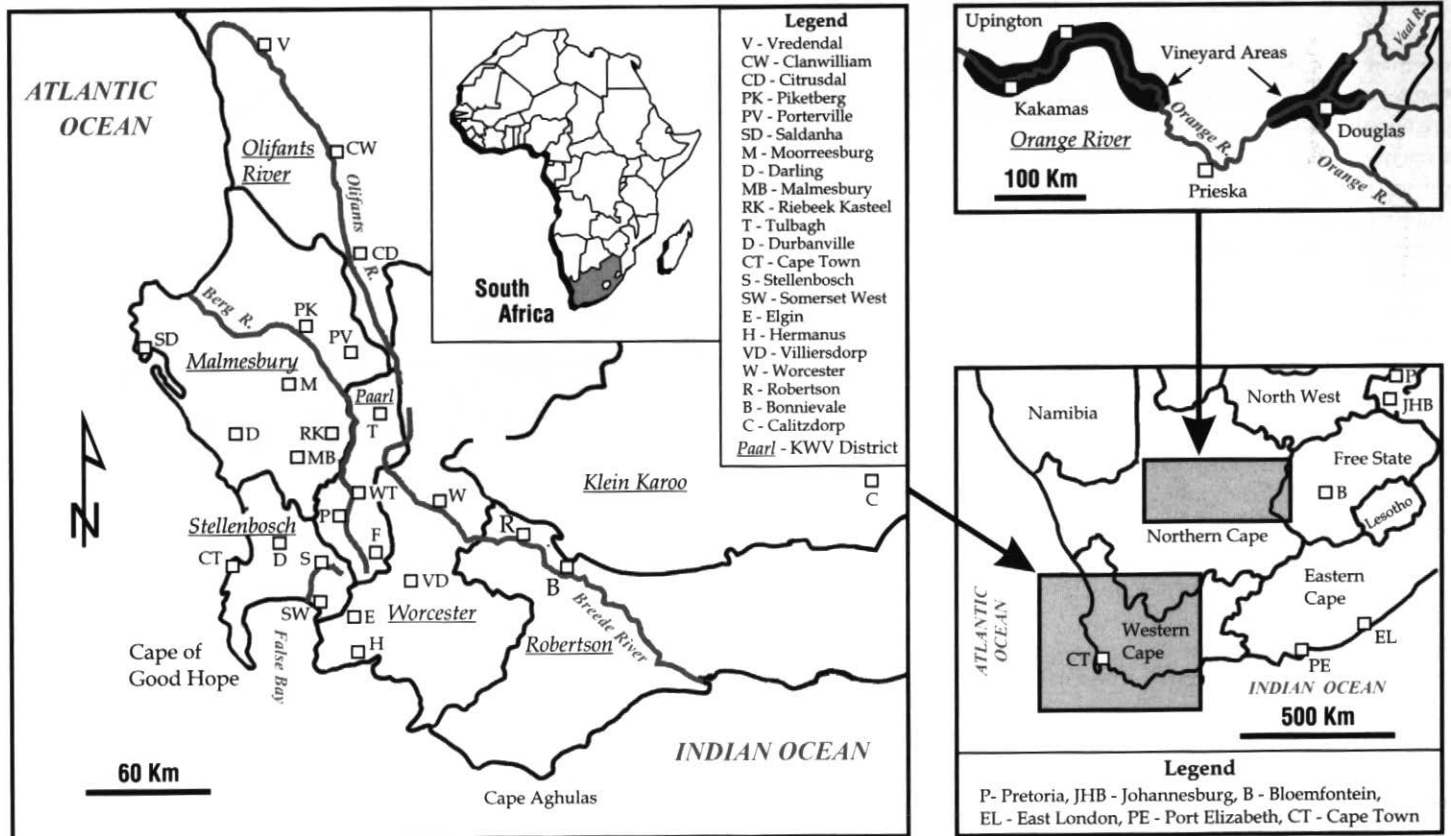 ATLANTIC
OCEAN
V
Olifants
River
CW
Olifants
R.
CD
Berg R.
PK
PV
SD
Malmesbury
M
Paarl
T
D
RK
MB
WT
W
P
Stellenbosch
D
F
CT
S
SW
VD
E
Worcester
H
R
B
Klein Karoo
C
Breede River
Robertson
Cape of
Good Hope
False Bay
INDIAN OCEAN
60 Km
Cape Aghulas
N
South
Africa
Legend
V - Vredendal
CW - Clanwilliam
CD - Citrusdal
PK - Piketberg
PV - Porterville
SD - Saldanha
M - Moorreesburg
D - Darling
MB - Malmesbury
RK - Riebeek Kasteel
T - Tulbagh
D - Durbanville
CT - Cape Town
S - Stellenbosch
SW - Somerset West
E - Elgin
H - Hermanus
VD - Villiersdorp
W - Worcester
R - Robertson
B - Bonnievale
C - Calitzdorp
Paarl - KWV District
Upington
Vineyard Areas
Vaal R.
Kakamas
Orange R.
Orange River
Douglas
100 Km
Prieska
Orange R.
Namibia
North West
P
JHB
Free State
B
Lesotho
Northern Cape
Eastern
Cape
ATLANTIC
OCEAN
Western
Cape
CT
EL
PE
INDIAN OCEAN
500 Km
Legend
P- Pretoria, JHB - Johannesburg, B - Bloemfontein,
EL - East London, PE - Port Elizabeth, CT - Cape Town